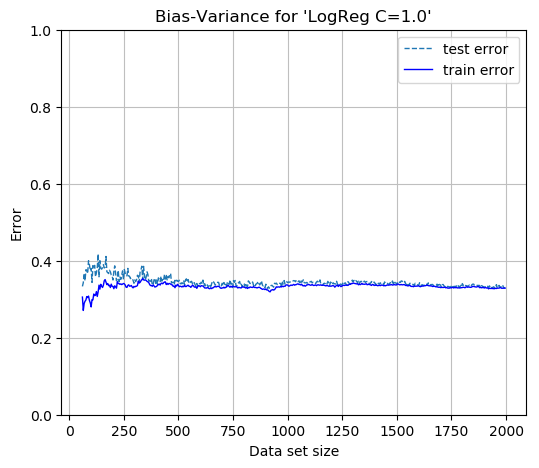 Bias-Variance for 'LogReg C=1.0'
test error
train error
1.0
0.8
0.6
0.4
0.2
0.0
Error
0 250 500 750 1000 1250 1500 1750 2000
Data set size